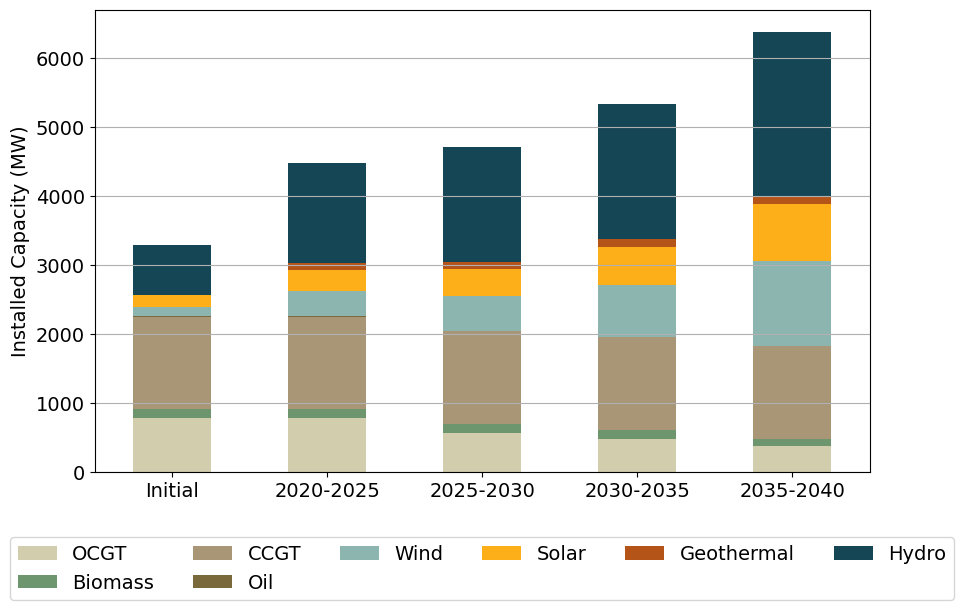 Installed Capacity (MW)
6000
5000
4000
3000
2000
1000
0
Initial 2020-2025 2025-2030 2030-2035 2035-2040
OCGT CCGT Wind Solar Geothermal Hydro
Biomass Oil